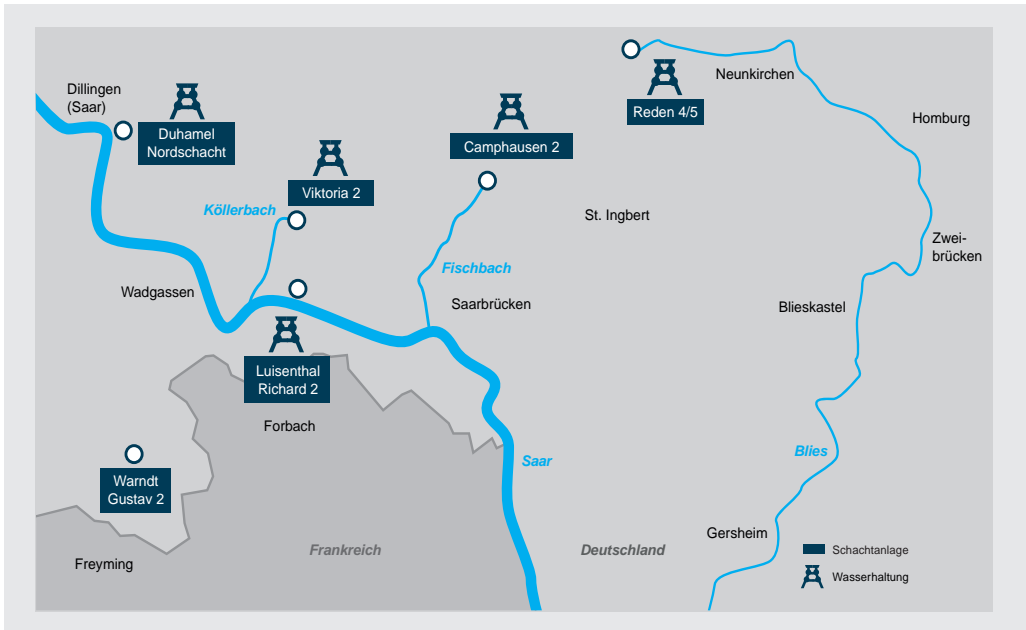 Neunkirchen
Dillingen
(Saar)
Reden 4/5
Homburg
Duhamel
Nordschacht
Camphausen 2
Viktoria 2
Köllerbach
St. Ingbert
Zwei-
brücken
Fischbach
Wadgassen
Saarbrücken
Blieskastel
Luisenthal
Richard 2
Forbach
Blies
Saar
Warndt
Gustav 2
Gersheim
Frankreich
Deutschland
Schachtanlage
Freyming
Wasserhaltung